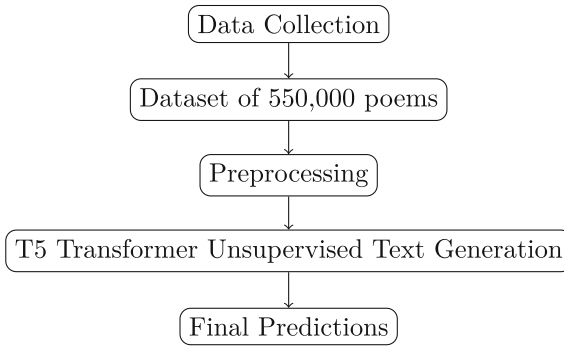 Data Collection
Dataset of 550,000 poems
Preprocessing
T5 Transformer Unsupervised Text Generation
Final Predictions